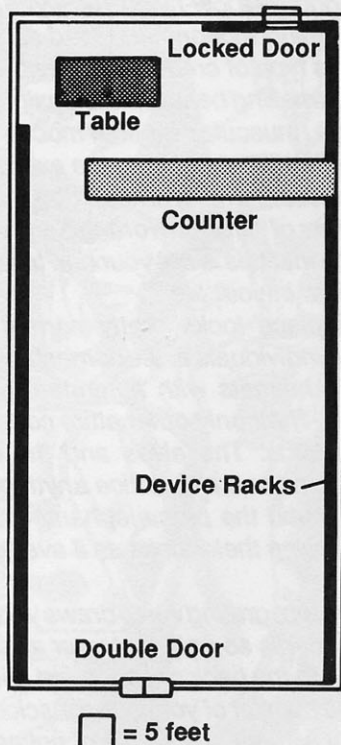 Locked Door
Table
Counter
Device Racks
Double Door
= 5 feet